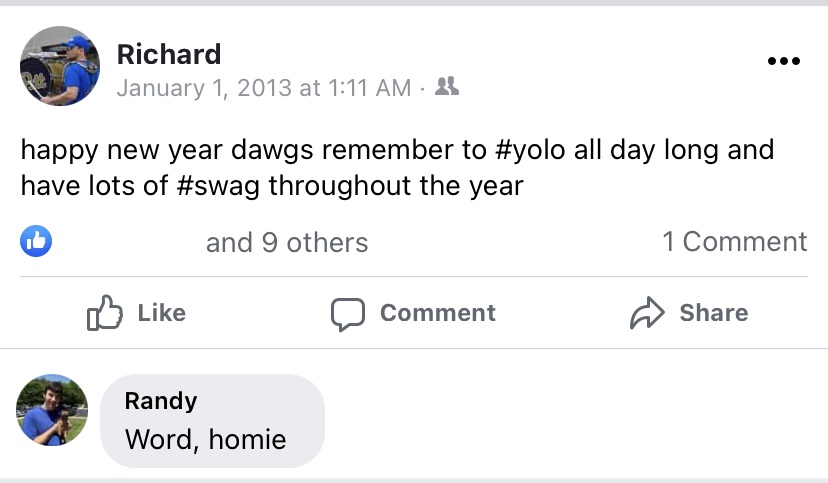 Richard
January 1, 2013 at 1:11 AM ·
happy new year dawgs remember to #yolo all day long and
have lots of #swag throughout the year
and 9 others
1 Comment
Like
Comment
Share
Randy
Word, homie